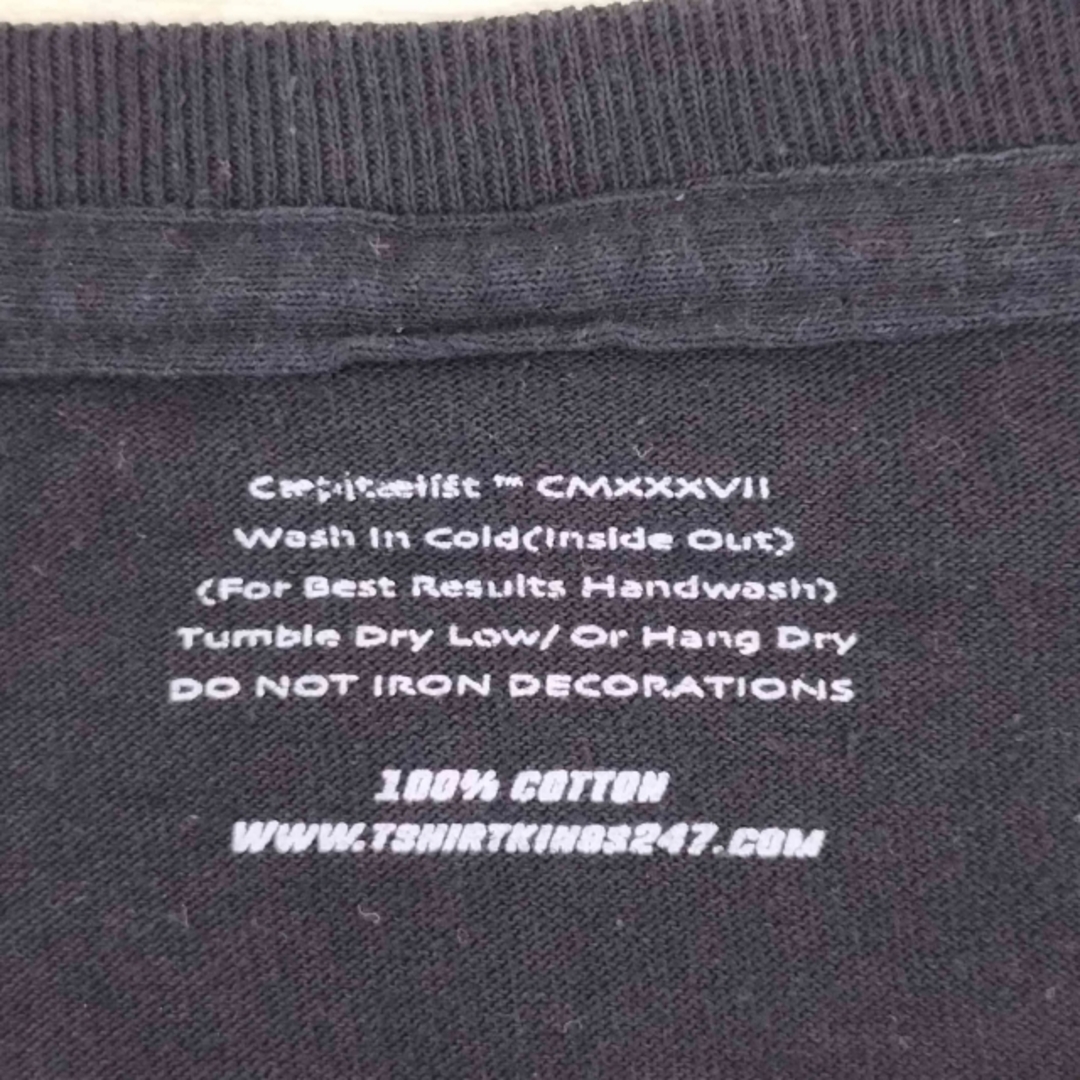 ™ CMXXXVII
Wash In Cold(Inside Out)
(For Best Results Handwash)
Tumble Dry Low/ Or Hang Dry
DO NOT IRON DECORATIONS
100% COTTON
WWW.TSHIRTKINGS247.COM